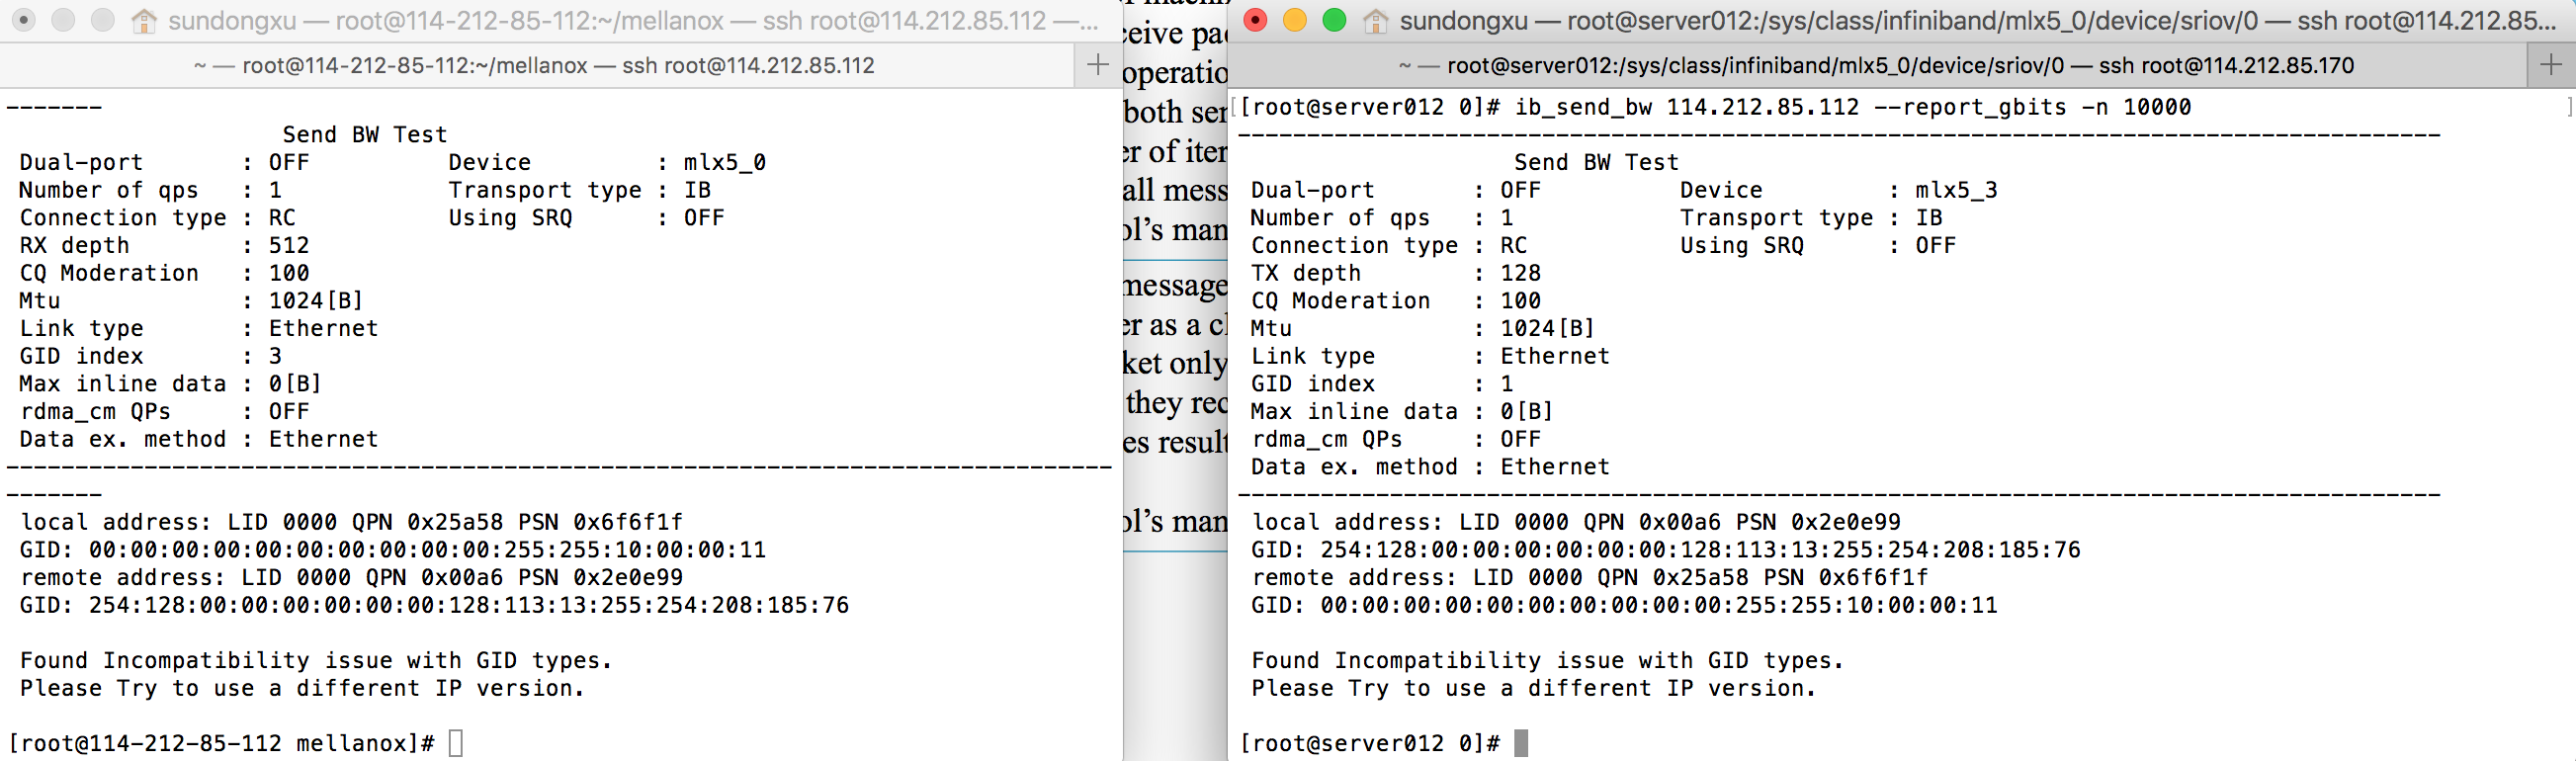 sundongxu — root@114-212-85-112:~/mellanox — ssh root@114.212.85.112 —...
~ — root@114-212-85-112:~/mellanox — ssh root@114.212.85.112
+
-------
Send BW Test
Dual-port : OFF Device : mlx5_0
Number of qps : 1 Transport type : IB
Connection type : RC Using SRQ : OFF
RX depth : 512
CQ Moderation : 100
Mtu : 1024[B]
Link type : Ethernet
GID index : 3
Max inline data : 0[B]
rdma_cm QPs : OFF
Data ex. method : Ethernet
---------------------------------------------------------------------------------
-------
local address: LID 0000 QPN 0x25a58 PSN 0x6f6f1f
GID: 00:00:00:00:00:00:00:00:00:00:255:255:10:00:00:11
remote address: LID 0000 QPN 0x00a6 PSN 0x2e0e99
GID: 254:128:00:00:00:00:00:00:128:113:13:255:254:208:185:76
Found Incompatibility issue with GID types.
Please Try to use a different IP version.
[root@114-212-85-112 mellanox]#
ceive pac
operatio
both ser
er of iter
all mess
ol’s man
message
er as a cl
ket only
they rec
es result
ol’s man
sundongxu — root@server012:/sys/class/infiniband/mlx5_0/device/sriov/0 — ssh root@114.212.85...
~ — root@server012:/sys/class/infiniband/mlx5_0/device/sriov/0 — ssh root@114.212.85.170
+
[[root@server012 0]# ib_send_bw 114.212.85.112 --report_gbits -n 10000 ]
----------------------------------------------------------------------------------------
Send BW Test
Dual-port : OFF Device : mlx5_3
Number of qps : 1 Transport type : IB
Connection type : RC Using SRQ : OFF
TX depth : 128
CQ Moderation : 100
Mtu : 1024[B]
Link type : Ethernet
GID index : 1
Max inline data : 0[B]
rdma_cm QPs : OFF
Data ex. method : Ethernet
----------------------------------------------------------------------------------------
local address: LID 0000 QPN 0x00a6 PSN 0x2e0e99
GID: 254:128:00:00:00:00:00:00:128:113:13:255:254:208:185:76
remote address: LID 0000 QPN 0x25a58 PSN 0x6f6f1f
GID: 00:00:00:00:00:00:00:00:00:00:255:255:10:00:00:11
Found Incompatibility issue with GID types.
Please Try to use a different IP version.
[root@server012 0]#